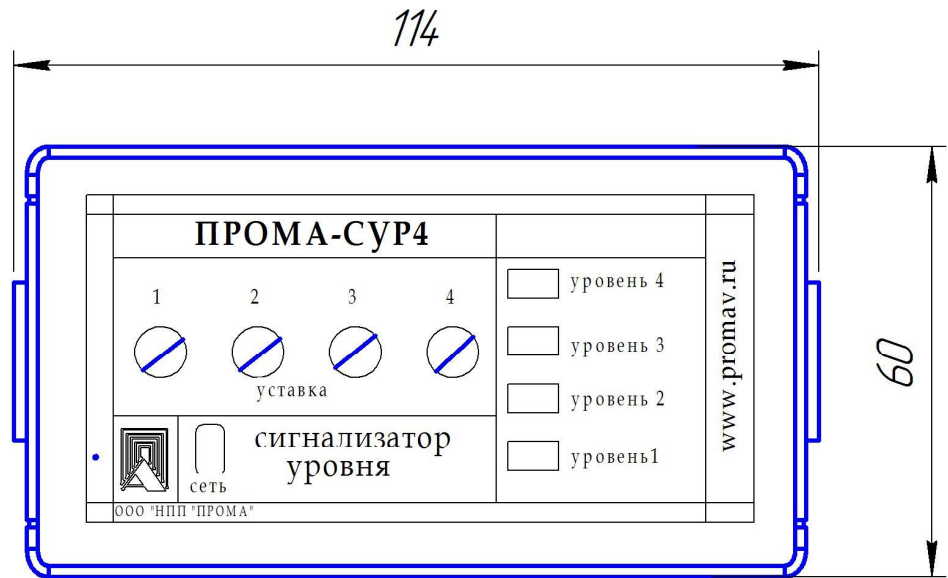 114
ПРОМА-СУР4
1 2 3 4
уставка
уровень 4
уровень 3
уровень 2
уровень1
сигнализатор
уровня
сеть
ООО "НПП "ПРОМА"
www.promav.ru
60